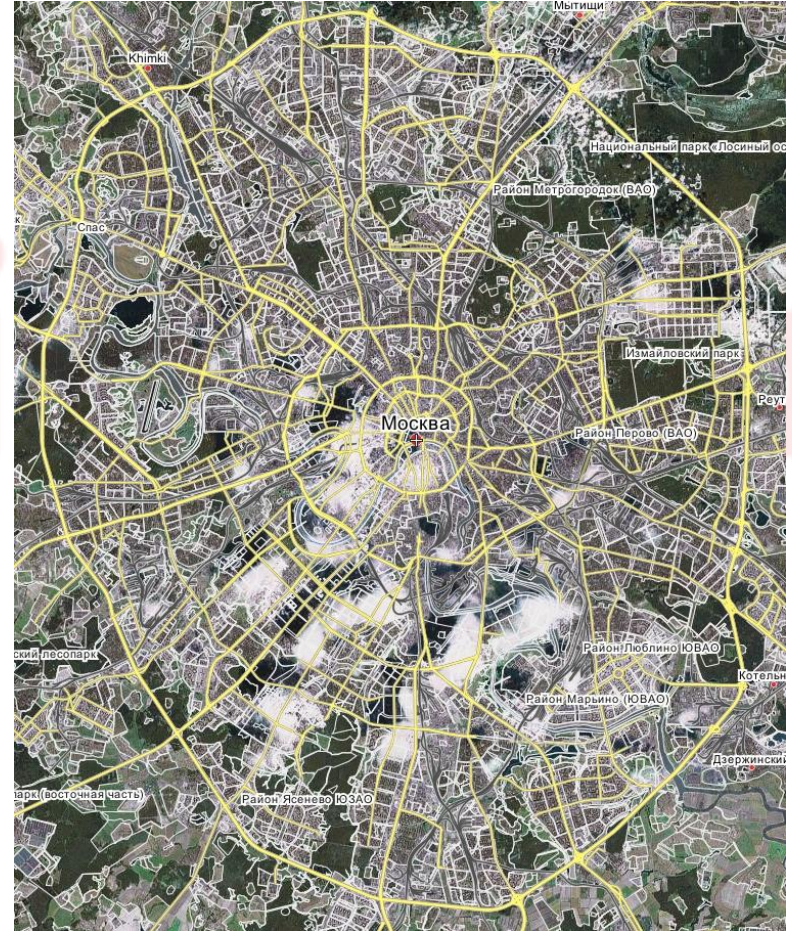 Мытищи
Khimki
Национальный парк «Лосиный ос
Район Метрогородок (ВАО)
к
Спас
Измайловский парк
Реут
Москва
Район Перово (ВАО)
Район Люблино ЮВАО
ский лесопарк
Котельн
Район Марьино (ЮВАО)
Дзержинский
парк (восточная часть)
Район Ясенево ЮЗАО